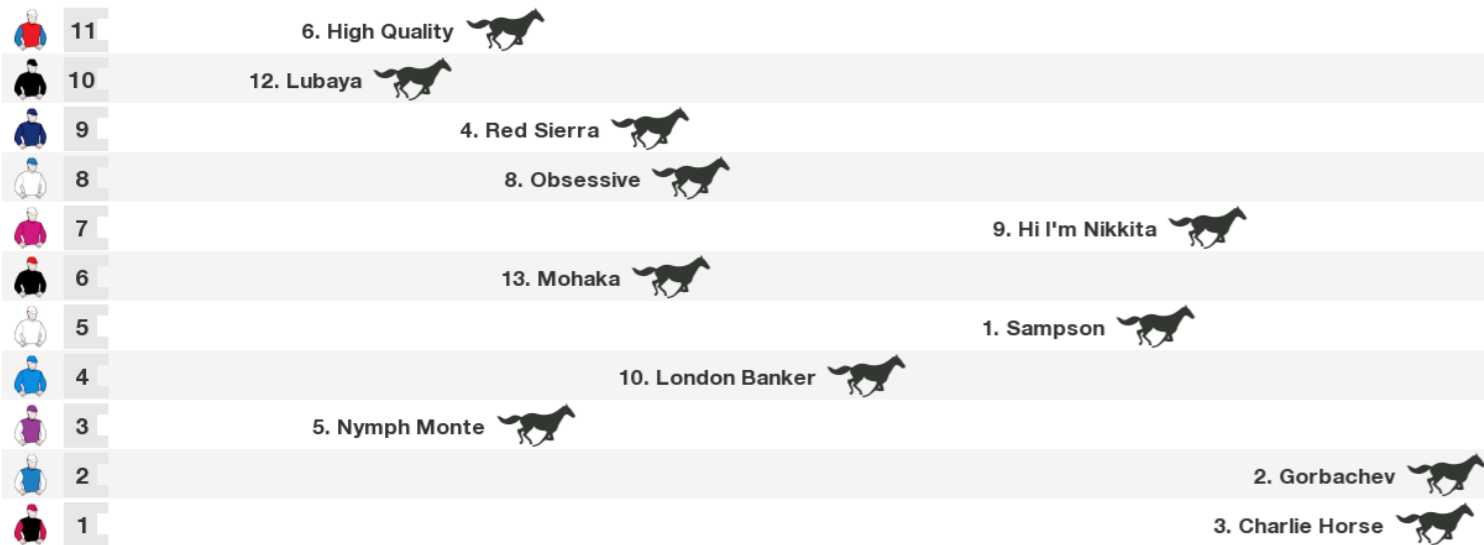 11 6. High Quality
10 12. Lubaya
9 4. Red Sierra
8 8. Obsessive
7 9. Hi I'm Nikkita
6 13. Mohaka
5 1. Sampson
4 10. London Banker
3 5. Nymph Monte
2 2. Gorbachev
1 3. Charlie Horse